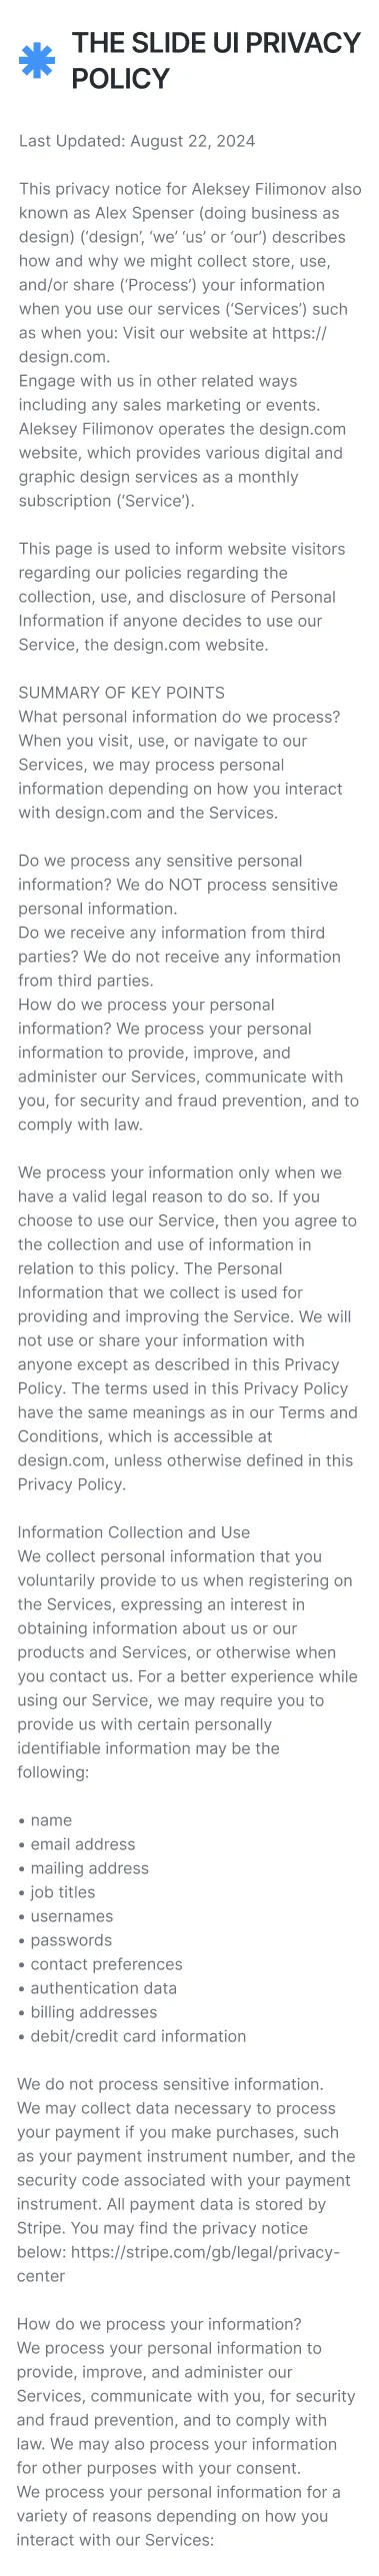 THE SLIDE UI PRIVACY
POLICY
Last Updated: August 22, 2024
This privacy notice for Aleksey Filimonov also
known as Alex Spenser (doing business as
design) (‘design’, ‘we’ ‘us’ or ‘our’) describes
how and why we might collect store, use,
and/or share (‘Process’) your information
when you use our services (‘Services’) such
as when you: Visit our website at https://
design.com.
Engage with us in other related ways
including any sales marketing or events.
Aleksey Filimonov operates the design.com
website, which provides various digital and
graphic design services as a monthly
subscription (‘Service’).
This page is used to inform website visitors
regarding our policies regarding the
collection, use, and disclosure of Personal
Information if anyone decides to use our
Service, the design.com website.
SUMMARY OF KEY POINTS
What personal information do we process?
When you visit, use, or navigate to our
Services, we may process personal
information depending on how you interact
with design.com and the Services.
Do we process any sensitive personal
information? We do NOT process sensitive
personal information.
Do we receive any information from third
parties? We do not receive any information
from third parties.
How do we process your personal
information? We process your personal
information to provide, improve, and
administer our Services, communicate with
you, for security and fraud prevention, and to
comply with law.
We process your information only when we
have a valid legal reason to do so. If you
choose to use our Service, then you agree to
the collection and use of information in
relation to this policy. The Personal
Information that we collect is used for
providing and improving the Service. We will
not use or share your information with
anyone except as described in this Privacy
Policy. The terms used in this Privacy Policy
have the same meanings as in our Terms and
Conditions, which is accessible at
design.com, unless otherwise defined in this
Privacy Policy.
Information Collection and Use
We collect personal information that you
voluntarily provide to us when registering on
the Services, expressing an interest in
obtaining information about us or our
products and Services, or otherwise when
you contact us. For a better experience while
using our Service, we may require you to
provide us with certain personally
identifiable information may be the
following:
• name
• email address
• mailing address
• job titles
• usernames
• passwords
• contact preferences
• authentication data
• billing addresses
• debit/credit card information
We do not process sensitive information.
We may collect data necessary to process
your payment if you make purchases, such
as your payment instrument number, and the
security code associated with your payment
instrument. All payment data is stored by
Stripe. You may find the privacy notice
below: https://stripe.com/gb/legal/privacy-
center
How do we process your information?
We process your personal information to
provide, improve, and administer our
Services, communicate with you, for security
and fraud prevention, and to comply with
law. We may also process your information
for other purposes with your consent.
We process your personal information for a
variety of reasons depending on how you
interact with our Services: